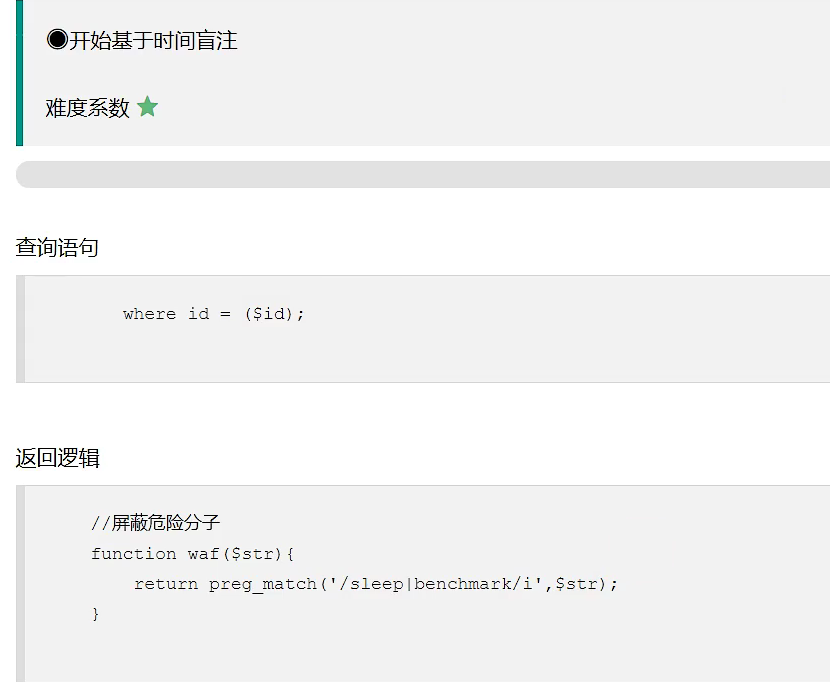 ◉开始基于时间盲注
难度系数 ★
查询语句
where id = ($id);
返回逻辑
//屏蔽危险分子
function waf($str){
return preg_match('/sleep|benchmark/i',$str);
}